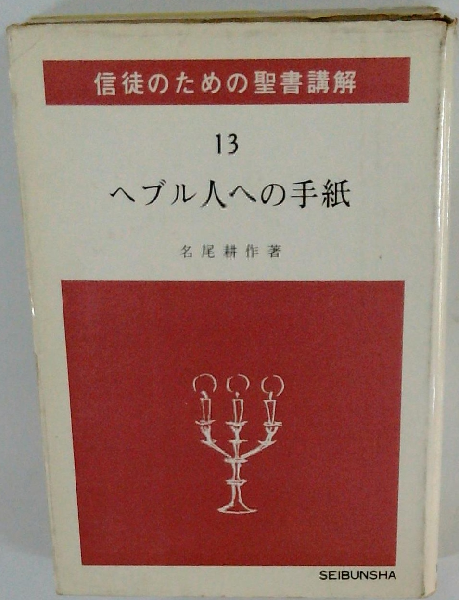 信徒のための聖書講解
13
ヘブル人への手紙
名尾耕作著
SEIBUNSHA